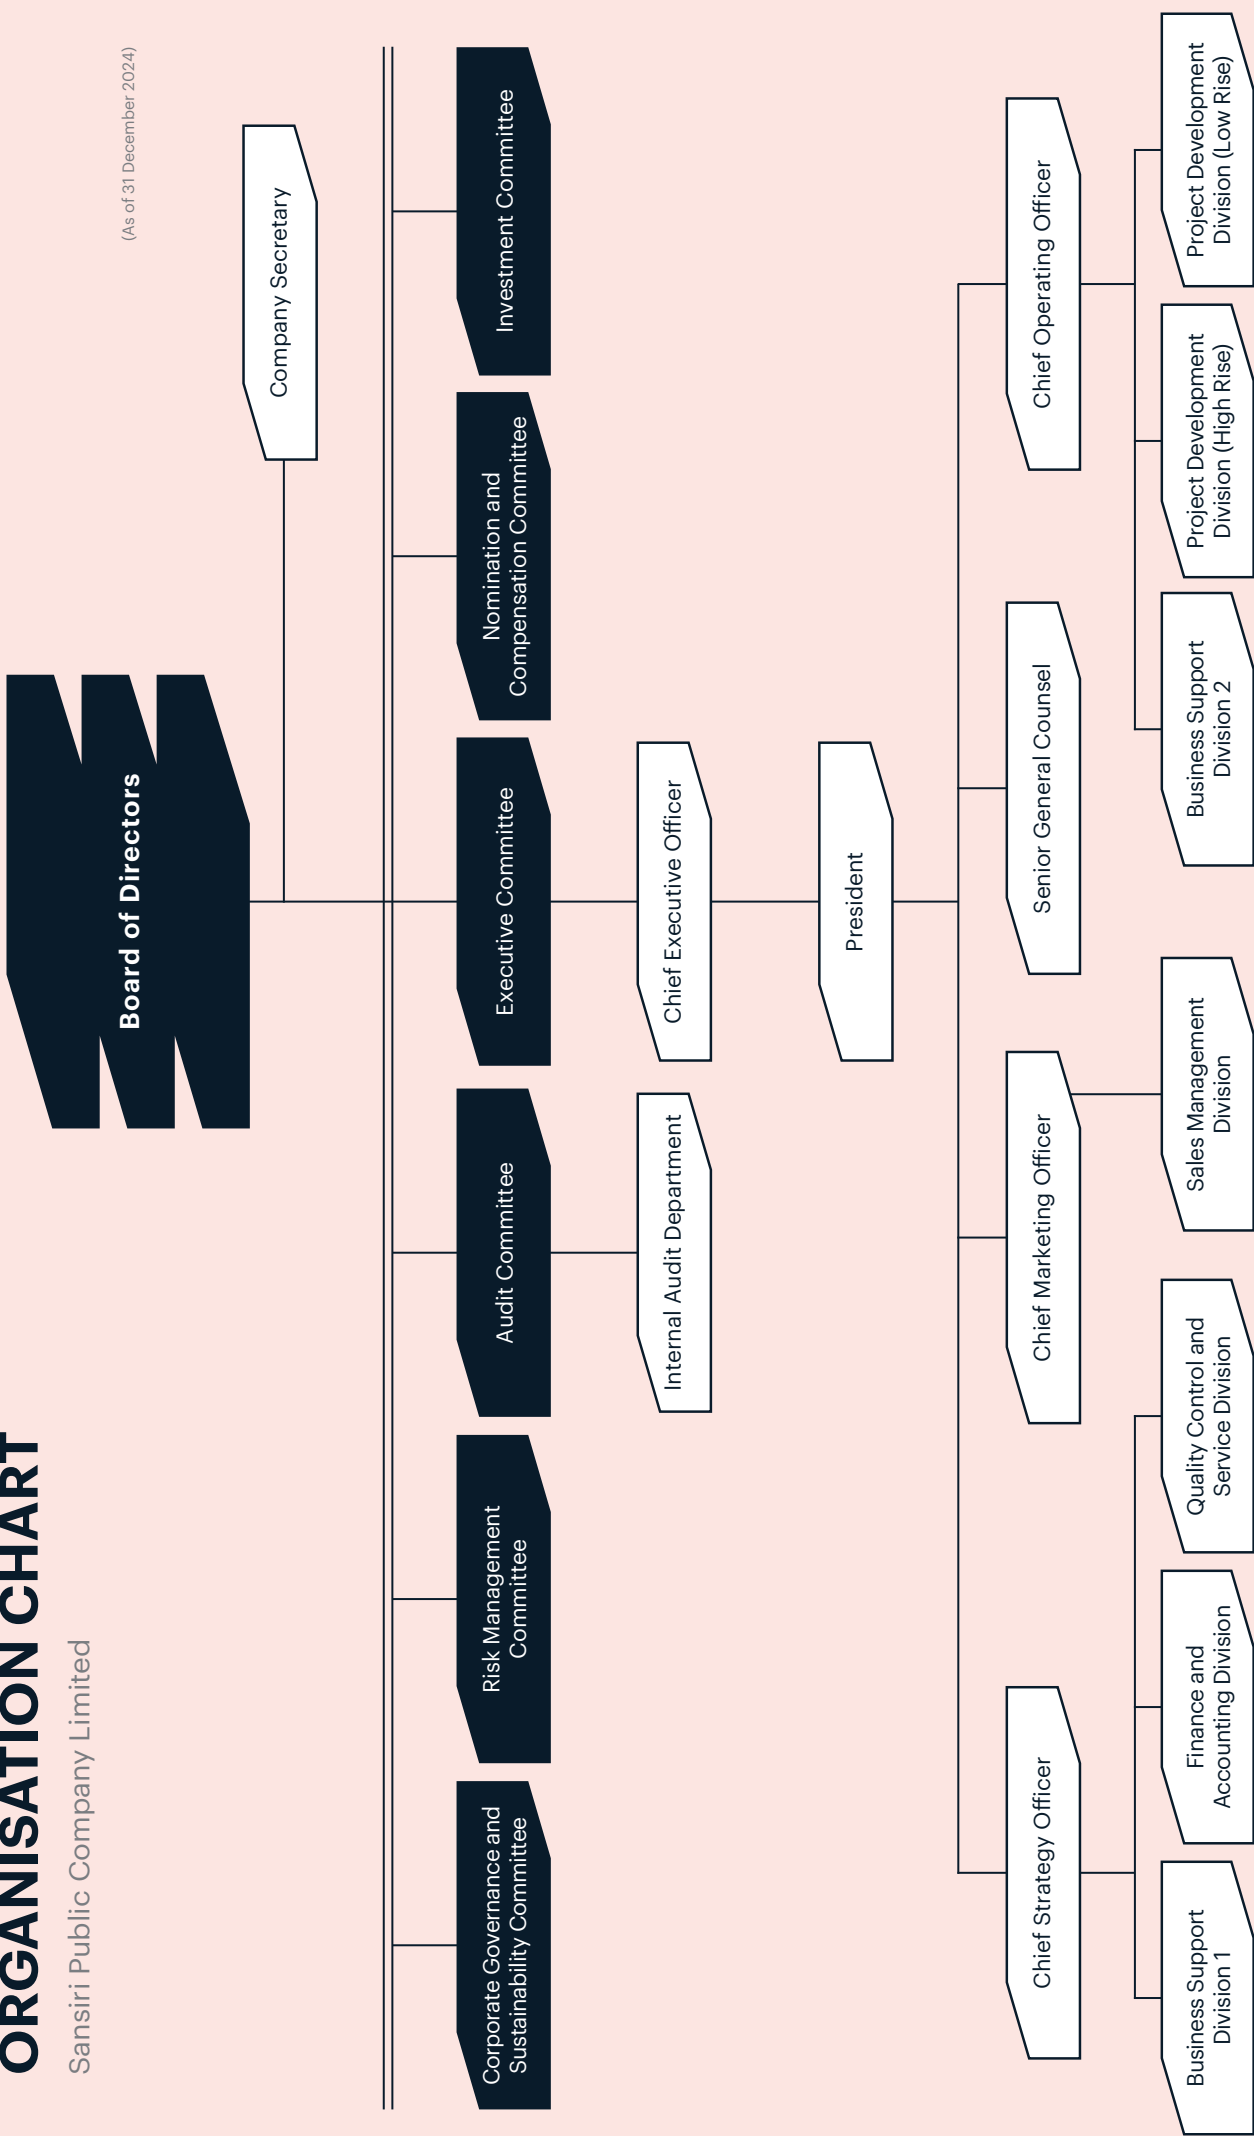 ORGANISATION CHART
Sansiri Public Company Limited
(As of 31 December 2024)
Board of Directors
Company Secretary
Corporate Governance and
Sustainability Committee
Risk Management
Committee
Audit Committee
Executive Committee
Nomination and
Compensation Committee
Investment Committee
Internal Audit Department
Chief Executive Officer
President
Chief Strategy Officer
Chief Marketing Officer
Senior General Counsel
Chief Operating Officer
Business Support
Division 1
Finance and
Accounting Division
Quality Control and
Service Division
Sales Management
Division
Business Support
Division 2
Project Development
Division (High Rise)
Project Development
Division (Low Rise)